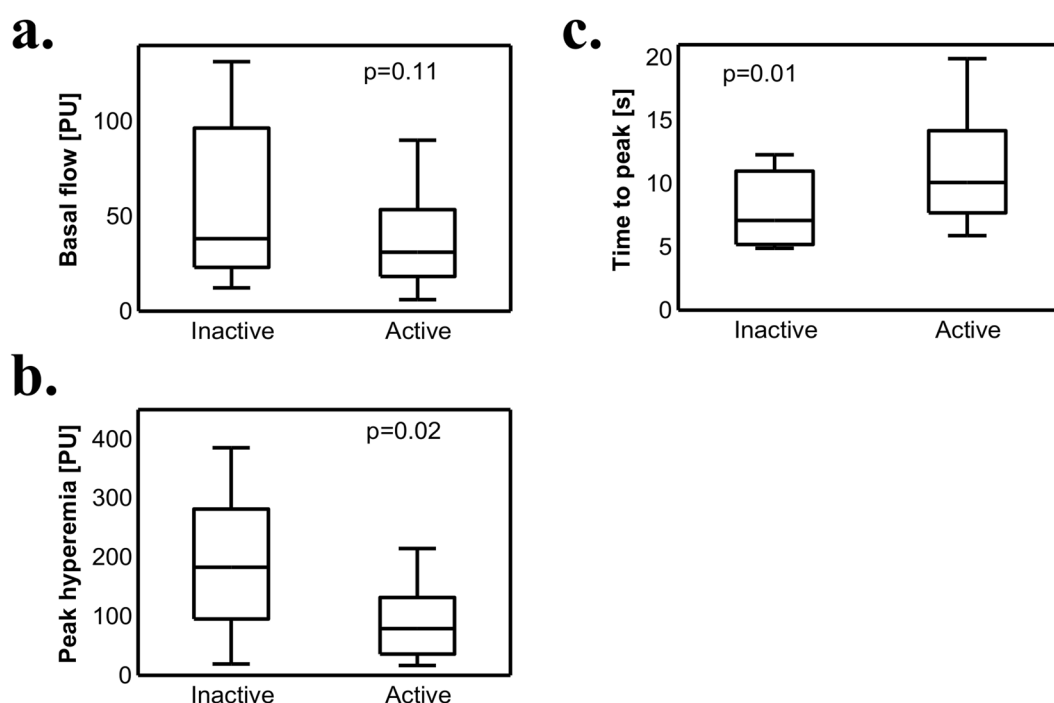 a.
Basal flow [PU]
100
50
0
p=0.11
Inactive Active
b.
Peak hyperemia [PU]
400
300
200
100
0
p=0.02
Inactive Active
c.
Time to peak [s]
20
15
10
5
0
p=0.01
Inactive Active